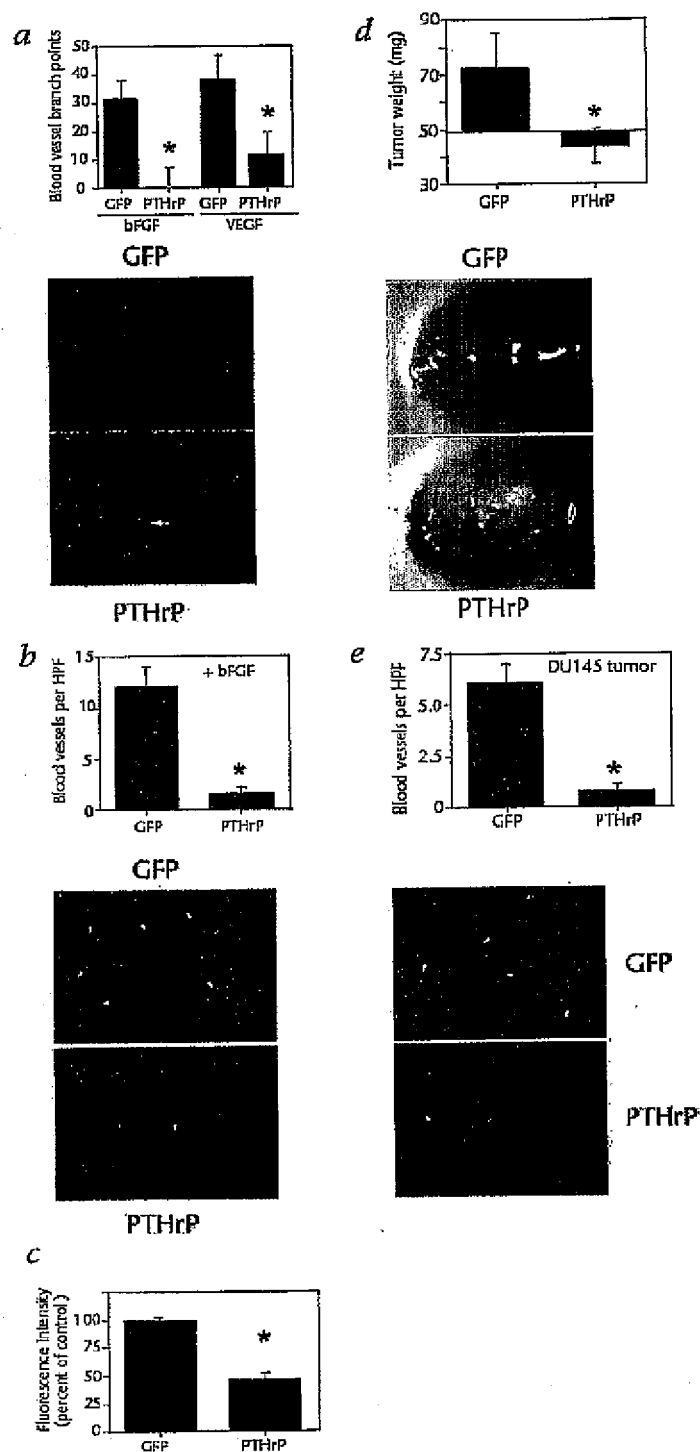 a
Blood vessel branch points
50
40
30
20
10
0
GFP PTHrP GFP PTHrP
bFGF VEGF
GFP
PTHrP
b
Blood vessels per HPF
15
10
5
0
+ bFGF
*
GFP PTHrP
GFP
PTHrP
c
Fluorescence Intensity
(percent of control)
100
75
50
25
0
*
GFP PTHrP
d
Tumor weight (mg)
90
70
50
30
*
GFP PTHrP
GFP
PTHrP
e
Blood vessels per HPF
7.5
5.0
2.5
0
DU145 tumor
*
GFP PTHrP
GFP
PTHrP